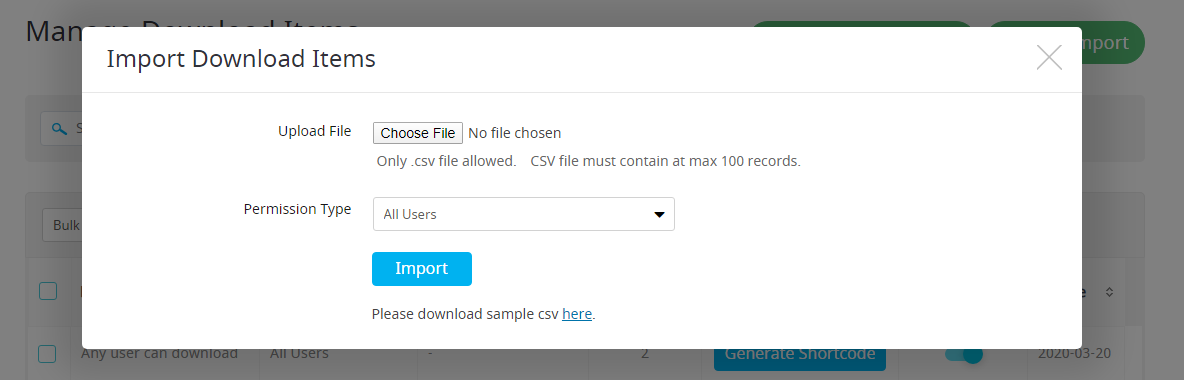 Manage Download Items
Import
Import Download Items
Upload File
Choose File No file chosen
Only .csv file allowed. CSV file must contain at max 100 records.
Permission Type
All Users
Bulk
Import
Please download sample csv here.
Any user can download All Users - 2 Generate Shortcode 2020-03-20